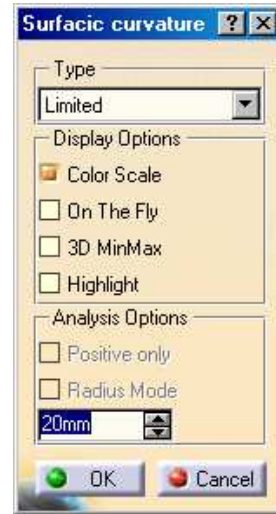 Surfacic curvature ? ×
Type
Limited
Display Options
Color Scale
On The Fly
3D MinMax
Highlight
Analysis Options
Positive only
Radius Mode
20mm
OK Cancel